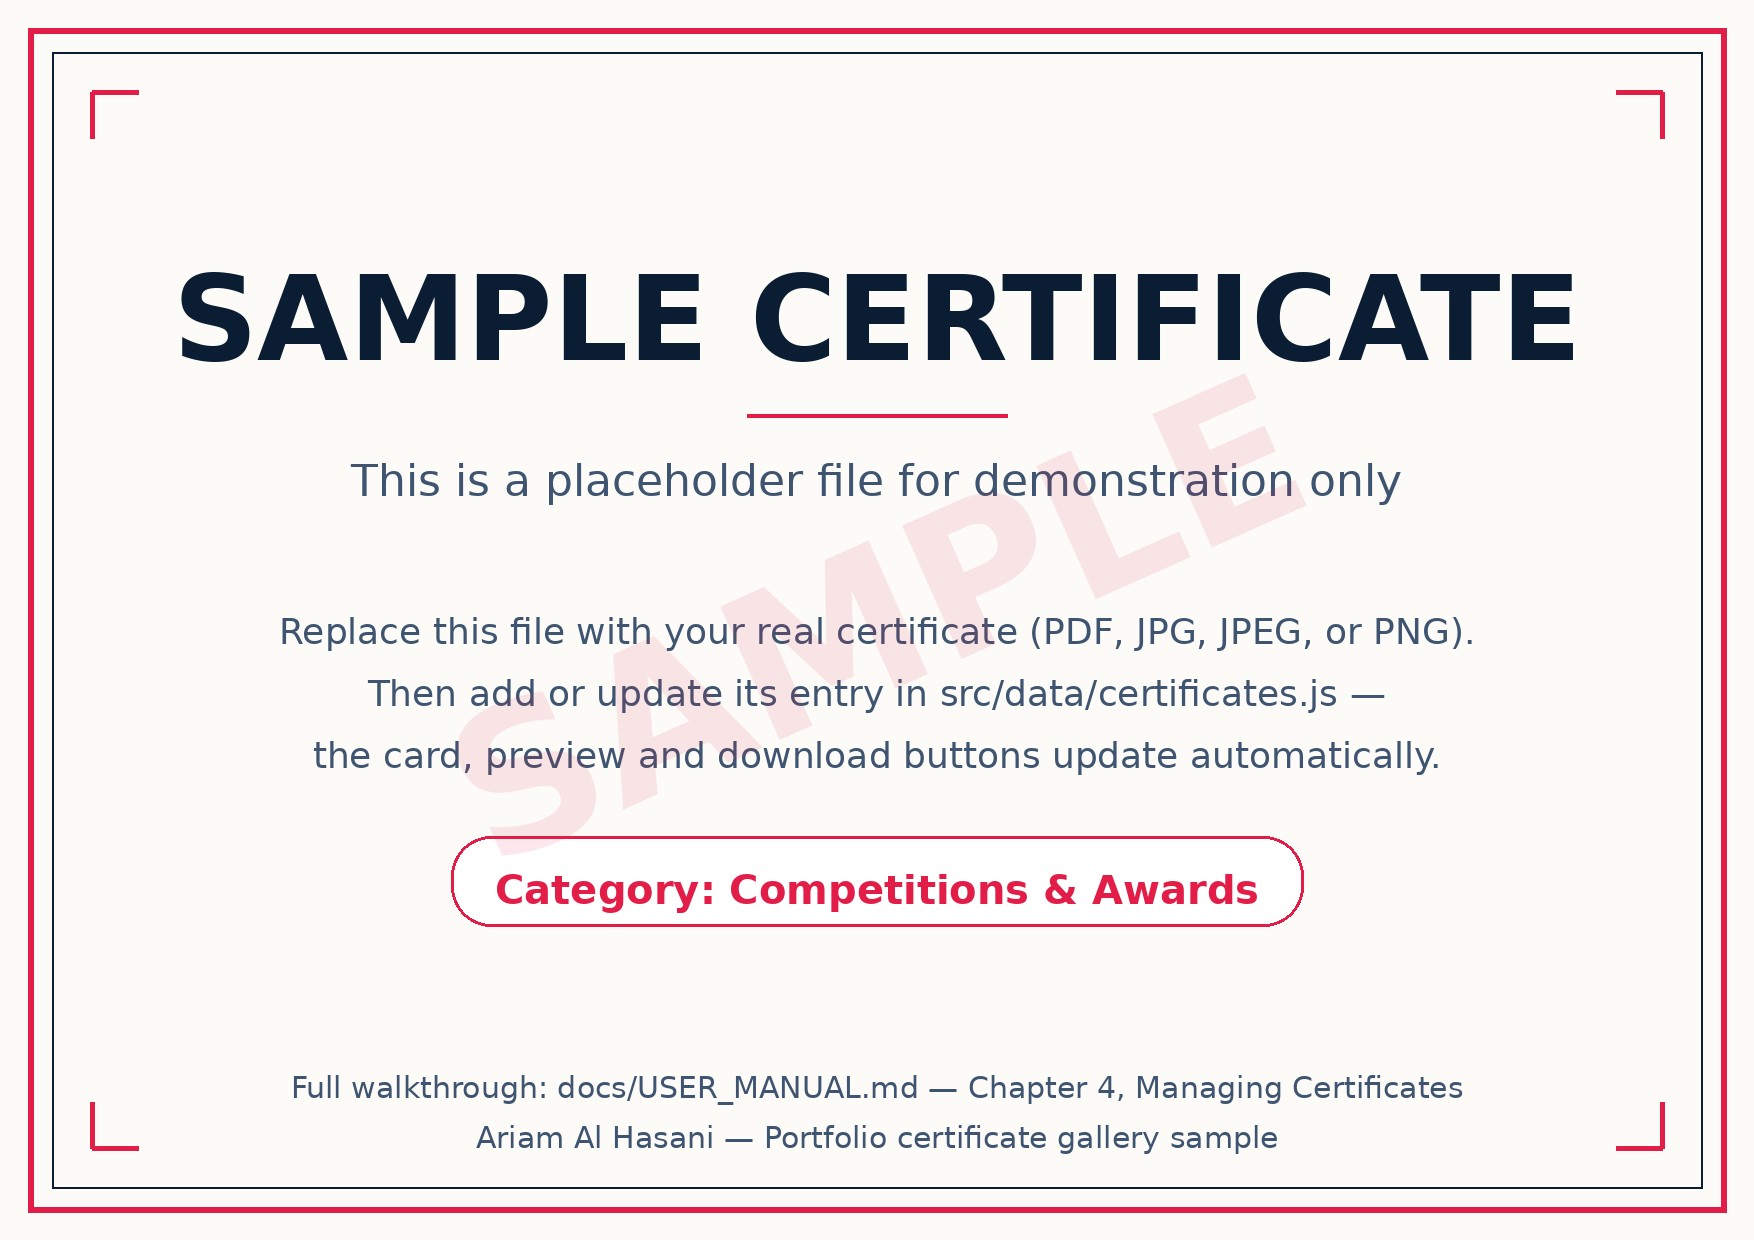 SAMPLE CERTIFICATE
This is a placeholder file for demonstration only
Replace this file with your real certificate (PDF, JPG, JPEG, or PNG).
Then add or update its entry in src/data/certificates.js —
the card, preview and download buttons update automatically.
SAMPLE
Category: Competitions & Awards
Full walkthrough: docs/USER_MANUAL.md — Chapter 4, Managing Certificates
Ariam Al Hasani — Portfolio certificate gallery sample